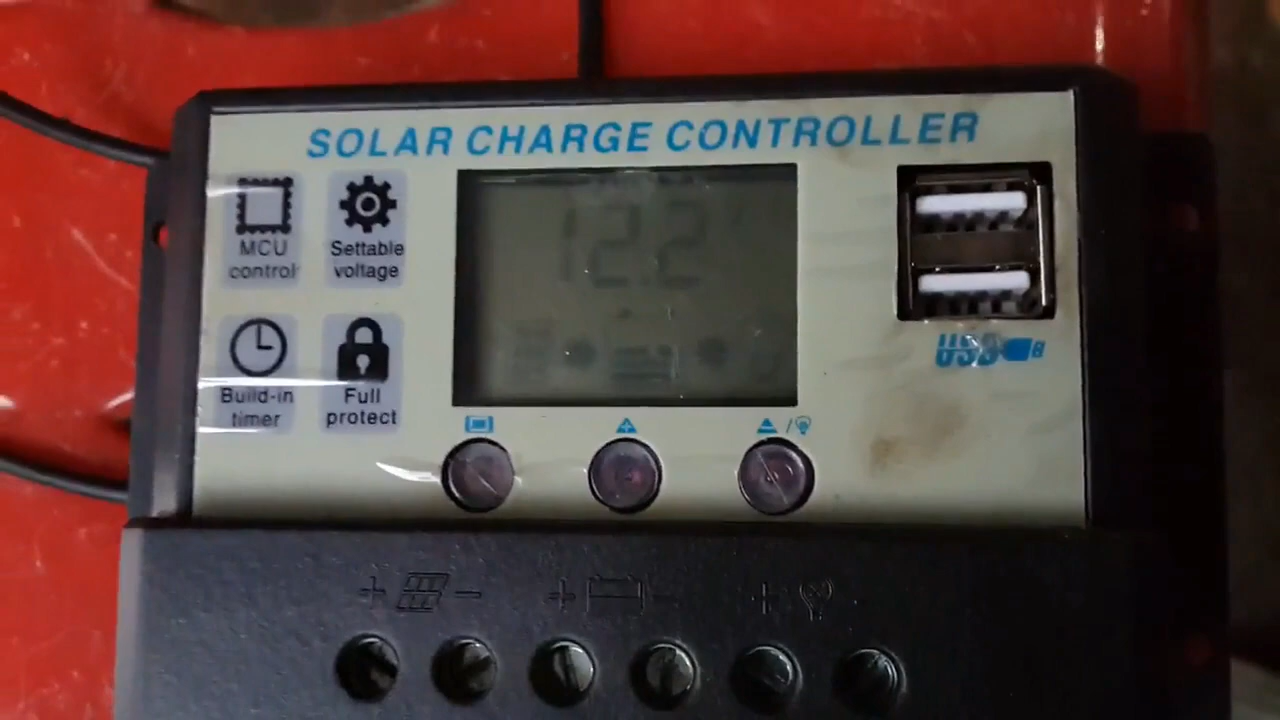 SOLAR CHARGE CONTROLLER
MCU
control
Settable
voltage
12.2
Build-in
timer
Full
protect
USB